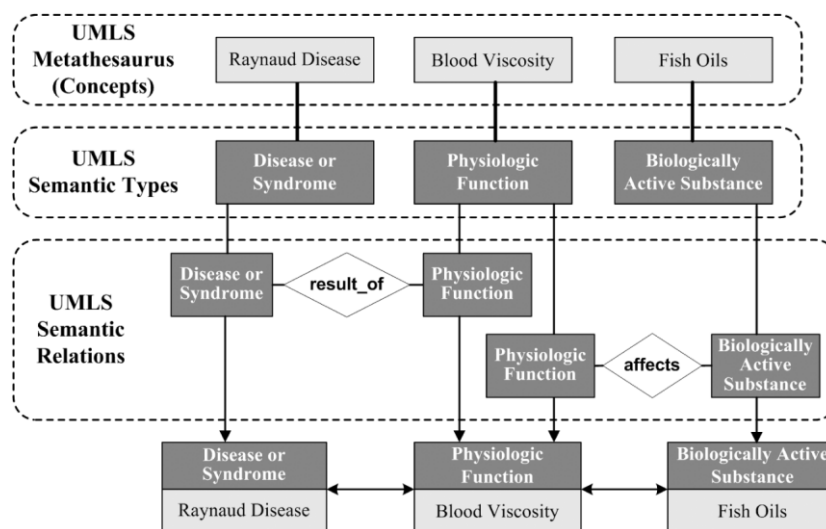 UMLS
Metathesaurus
(Concepts)
Raynaud Disease
Blood Viscosity
Fish Oils
UMLS
Semantic Types
Disease or
Syndrome
Physiologic
Function
Biologically
Active Substance
UMLS
Semantic
Relations
Disease or
Syndrome
result_of
Physiologic
Function
Physiologic
Function
affects
Biologically
Active
Substance
Disease or
Syndrome
Raynaud Disease
Physiologic
Function
Blood Viscosity
Biologically Active
Substance
Fish Oils